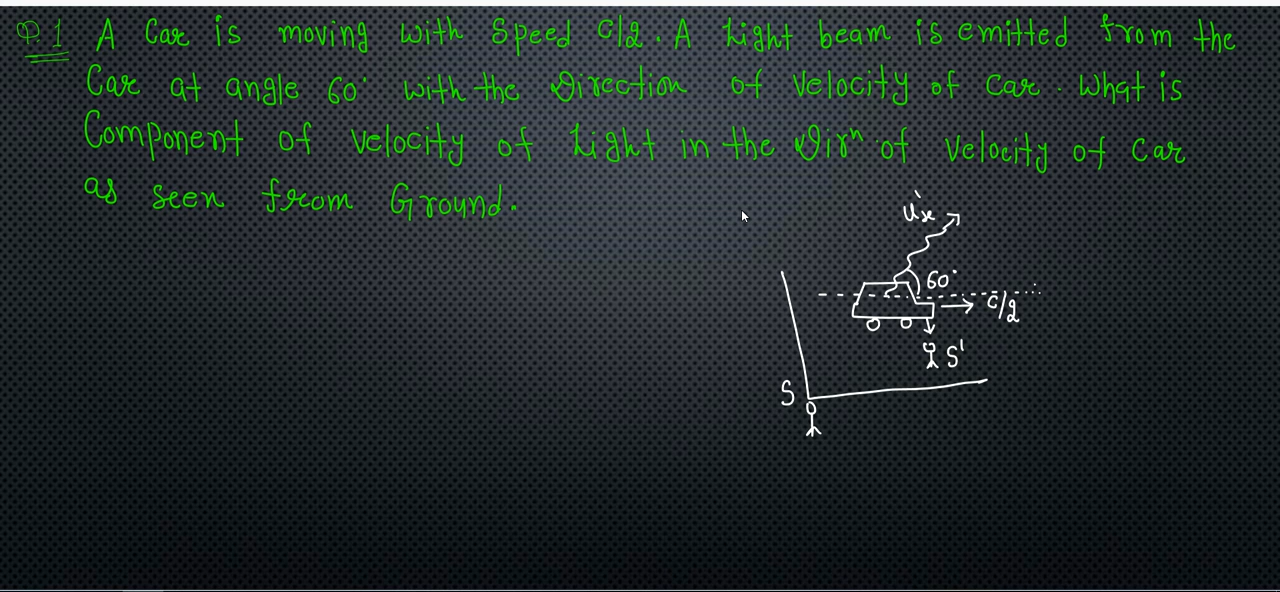 Q1 A Car is moving with Speed c/2. A Light beam is emitted from the
Car at angle 60° with the Direction of Velocity of Car. What is
Component of velocity of Light in the Dirⁿ of Velocity of Car
as seen from Ground.
u'x
60°
c/2
S'
S